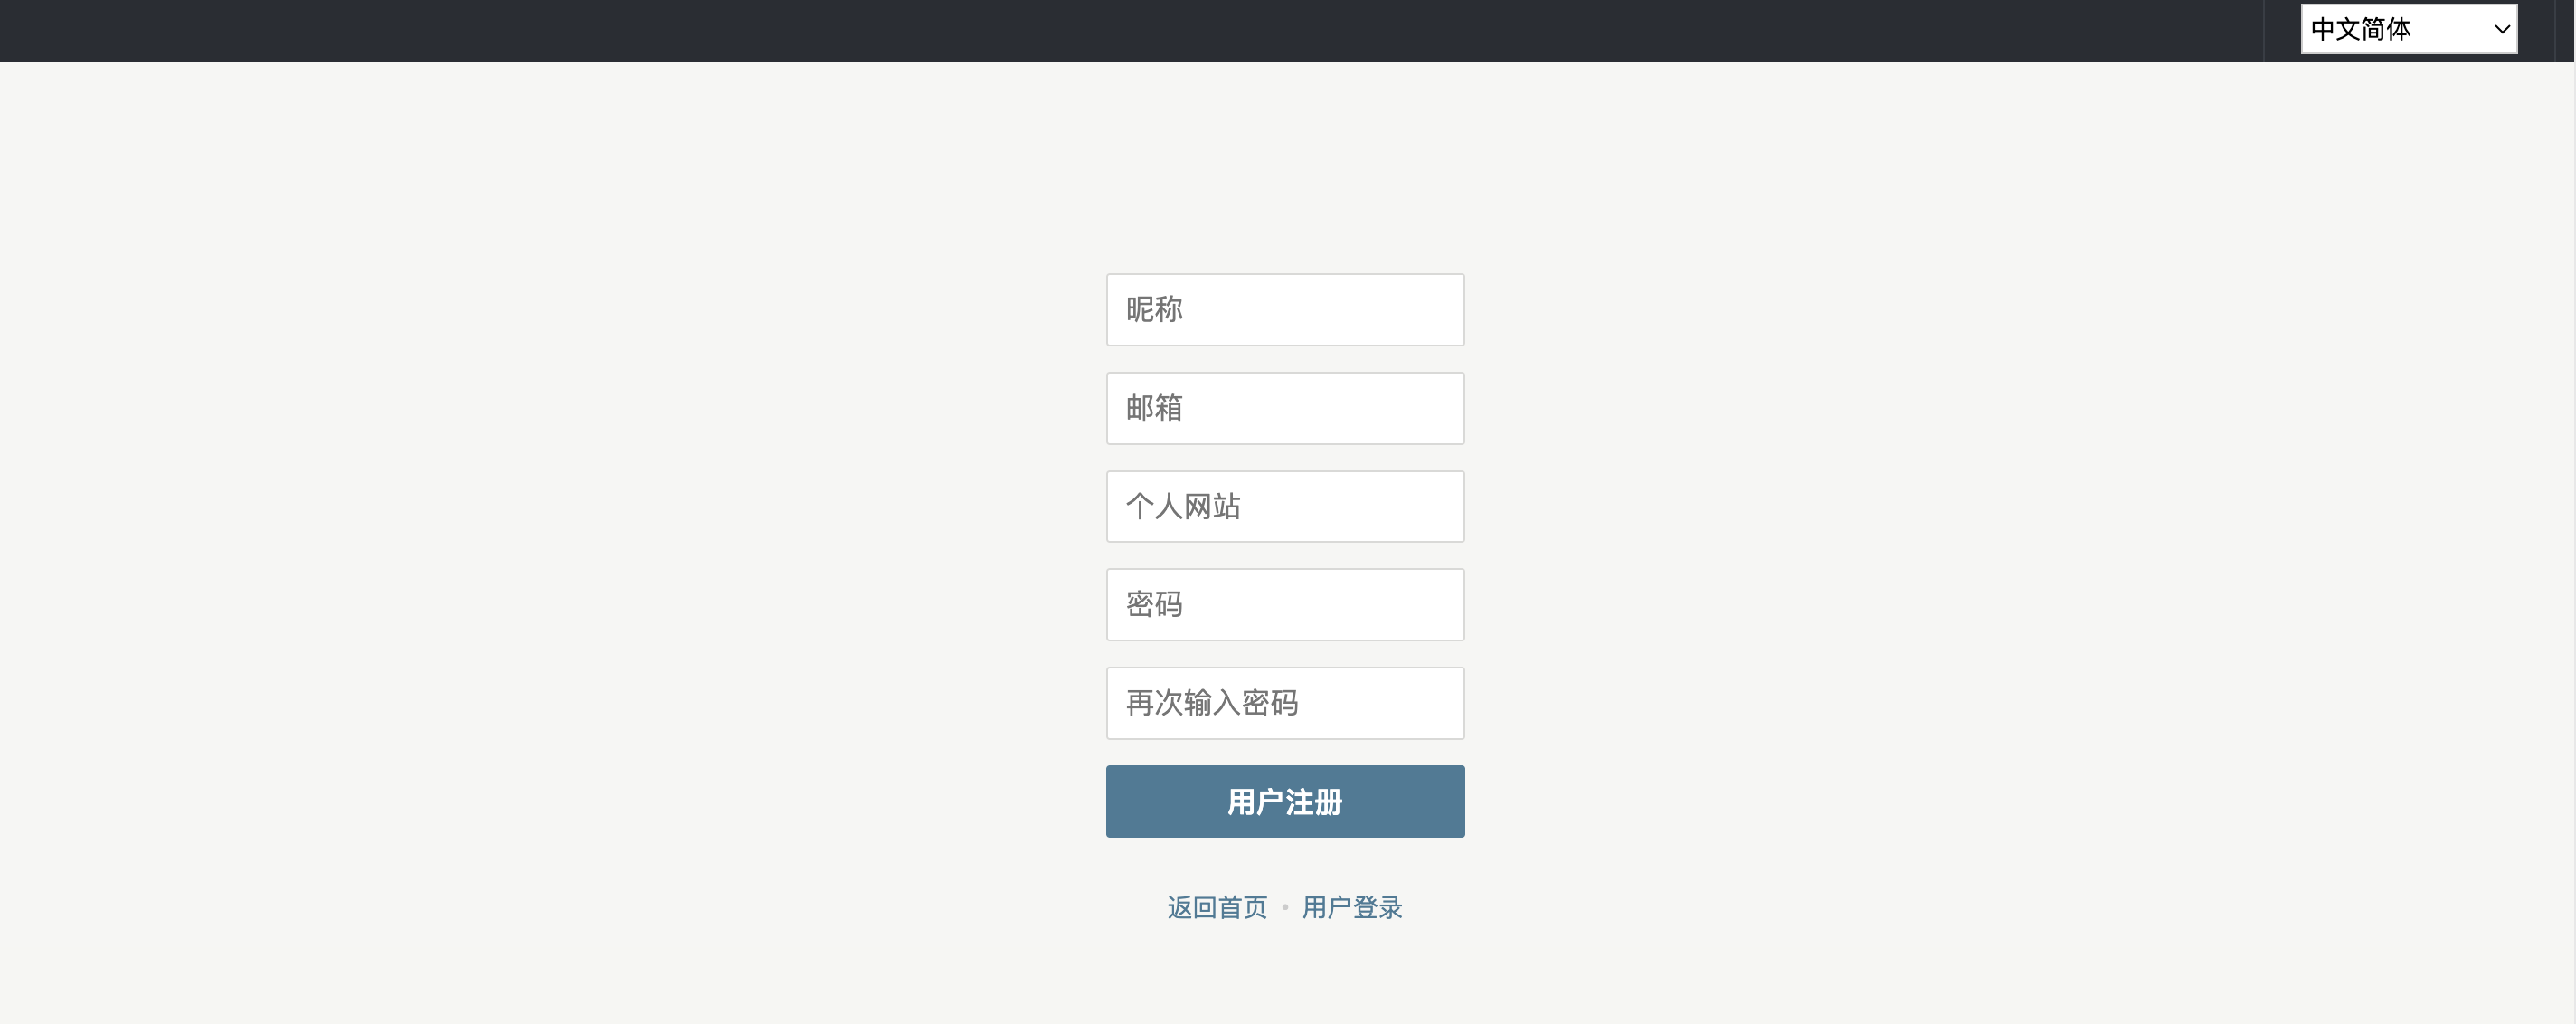 中文简体
昵称
邮箱
个人网站
密码
再次输入密码
用户注册
返回首页 • 用户登录